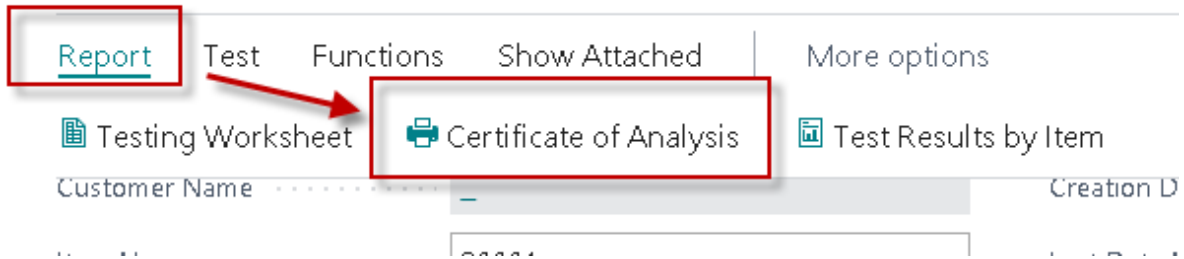 Report Test Functions Show Attached More options
Testing Worksheet Certificate of Analysis Test Results by Item
Customer Name Creation D